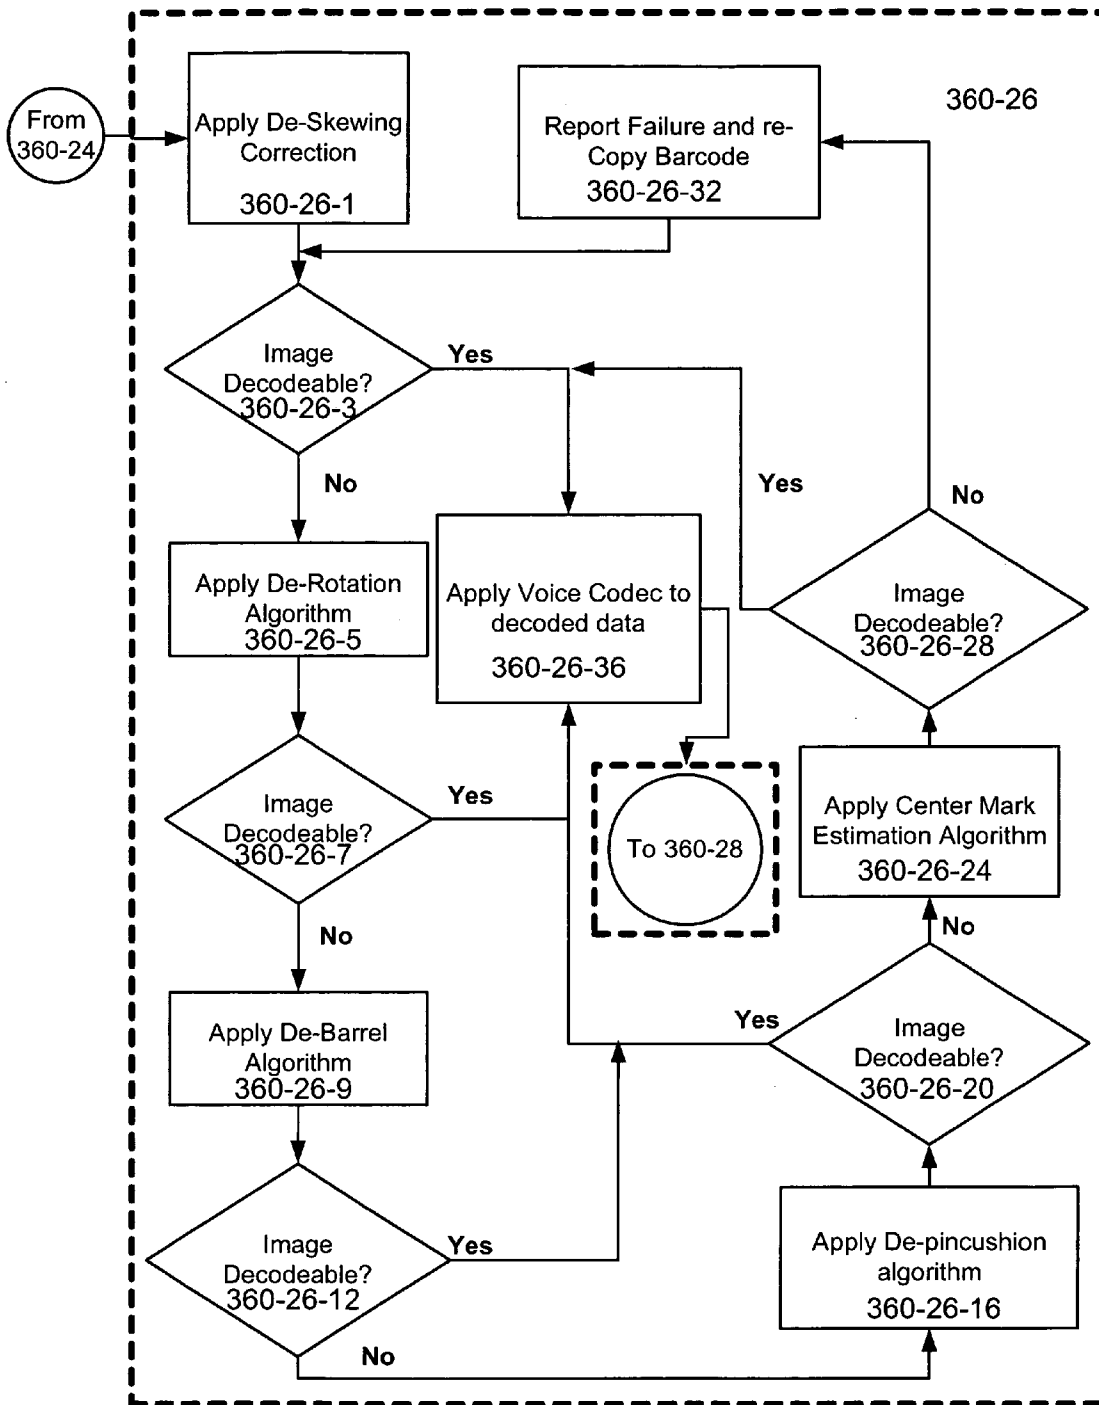 From
360-24
Apply De-Skewing
Correction
360-26-1
Report Failure and re-
Copy Barcode
360-26-32
360-26
Image
Decodeable?
360-26-3
Yes
No
Yes
No
Apply De-Rotation
Algorithm
360-26-5
Apply Voice Codec to
decoded data
360-26-36
Image
Decodeable?
360-26-28
Image
Decodeable?
360-26-7
Yes
No
To 360-28
Apply Center Mark
Estimation Algorithm
360-26-24
No
Apply De-Barrel
Algorithm
360-26-9
Yes
Image
Decodeable?
360-26-20
Image
Decodeable?
360-26-12
Yes
No
Apply De-pincushion
algorithm
360-26-16